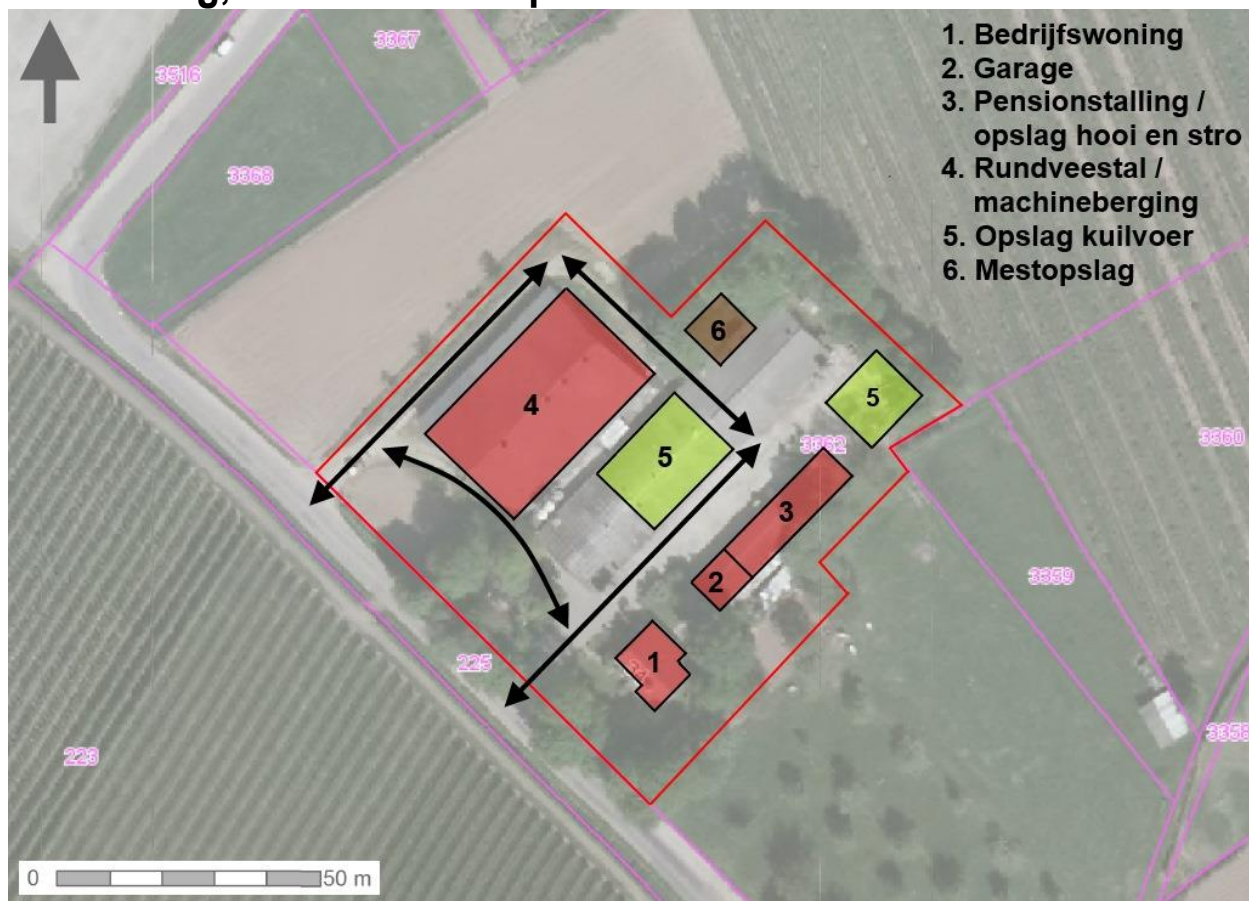 1. Bedrijfswoning
2. Garage
3. Pensionstalling /
opslag hooi en stro
4. Rundveestal /
machineberging
5. Opslag kuilvoer
6. Mestopslag
3367
3516
3368
6
4
5
3362
3360
5
3
2
3359
1
225
3358
223
0 50 m